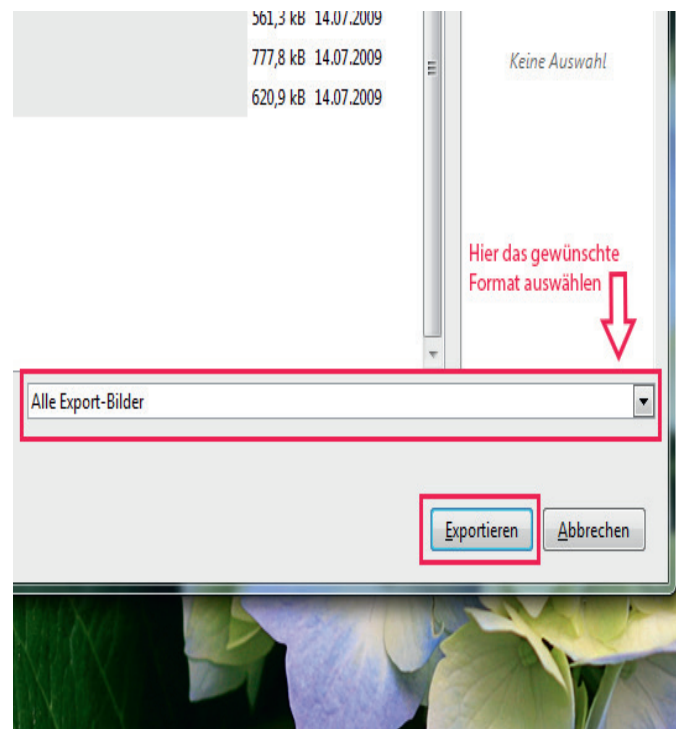 561,3 kB 14.07.2009
777,8 kB 14.07.2009
Keine Auswahl
620,9 kB 14.07.2009
Hier das gewünschte
Format auswählen
Alle Export-Bilder
Exportieren
Abbrechen